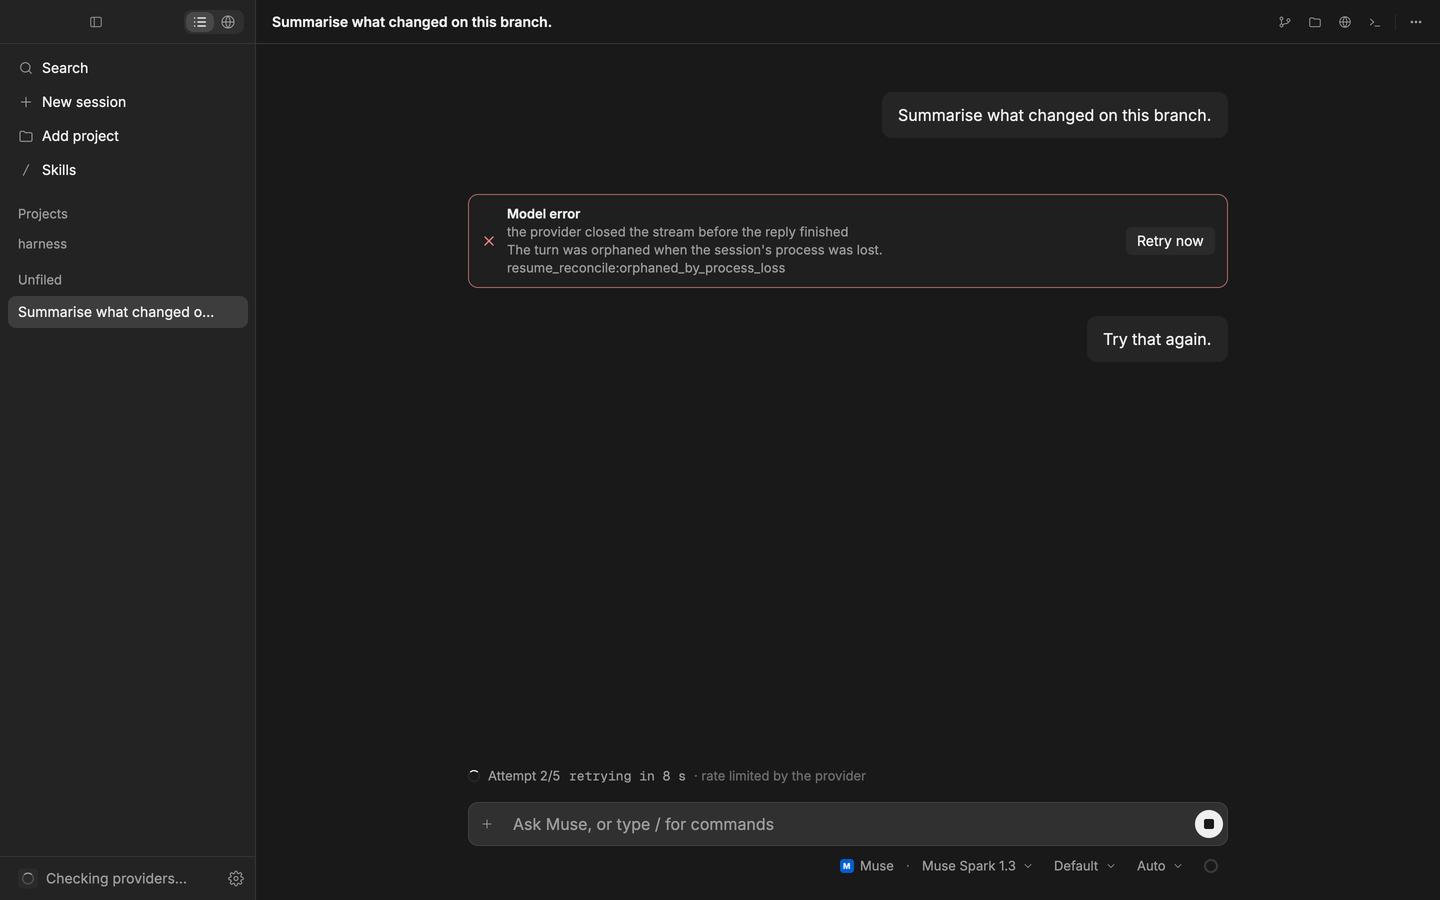 Summarise what changed on this branch.
Search
New session
Add project
Skills
Projects
harness
Unfiled
Summarise what changed o...
Checking providers...
Summarise what changed on this branch.
Model error
the provider closed the stream before the reply finished
The turn was orphaned when the session's process was lost.
resume_reconcile:orphaned_by_process_loss
Retry now
Try that again.
Attempt 2/5 retrying in 8 s · rate limited by the provider
Ask Muse, or type / for commands
M Muse · Muse Spark 1.3 Default Auto